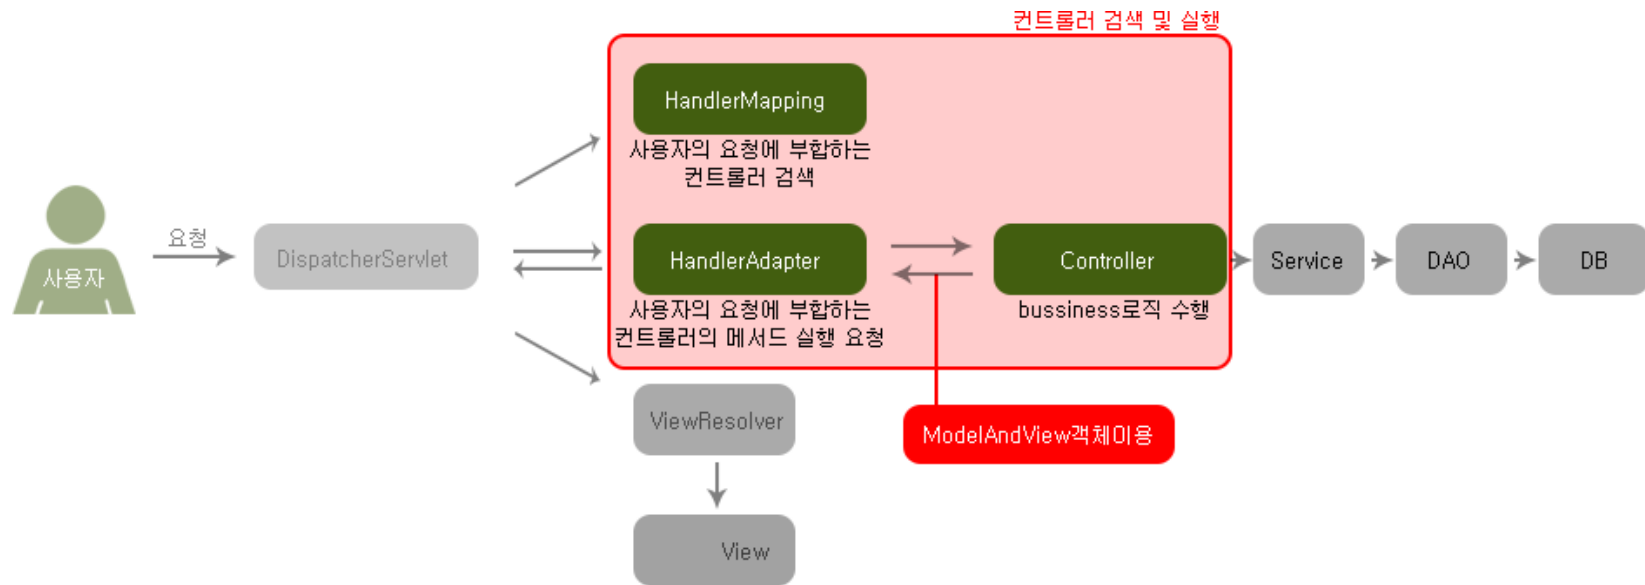 컨트롤러 검색 및 실행
HandlerMapping
사용자의 요청에 부합하는
컨트롤러 검색
사용자
요청
DispatcherServlet
HandlerAdapter
사용자의 요청에 부합하는
컨트롤러의 메서드 실행 요청
Controller
bussiness로직 수행
Service
DAO
DB
ViewResolver
ModelAndView객체이용
View